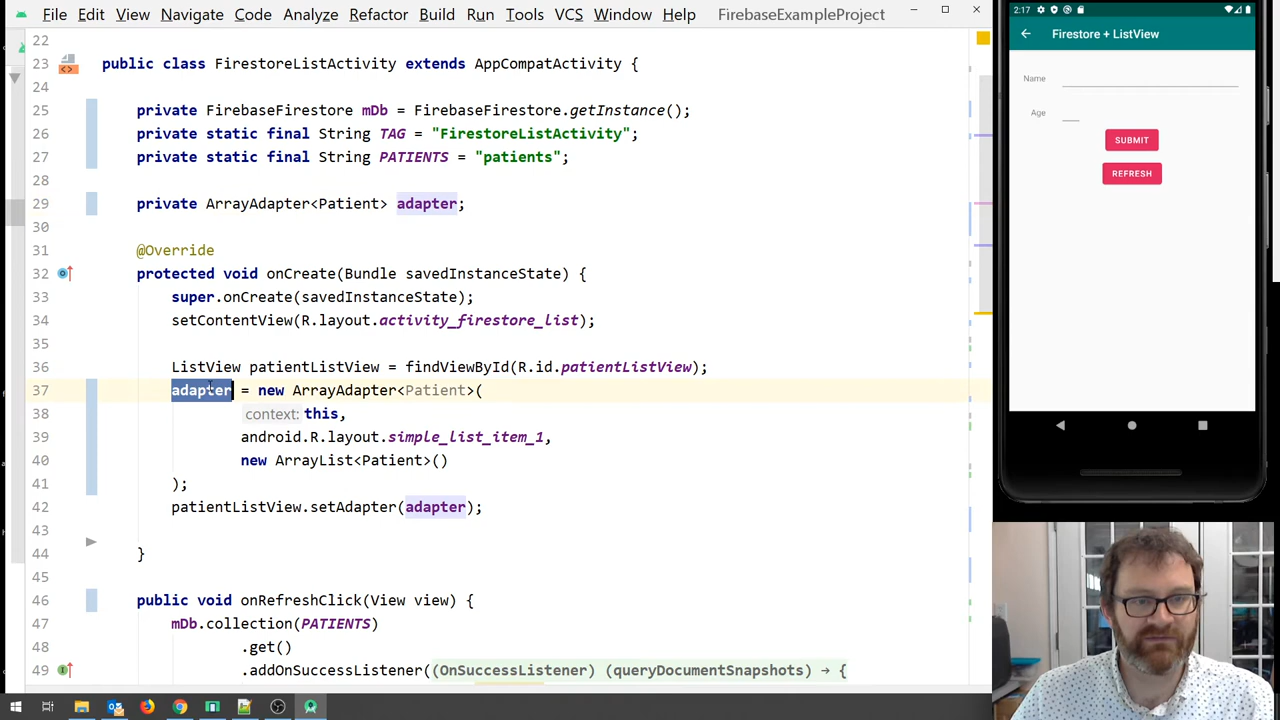 File Edit View Navigate Code Analyze Refactor Build Run Tools VCS Window Help FirebaseExampleProject
22
23 public class FirestoreListActivity extends AppCompatActivity {
24
25 private FirebaseFirestore mDb = FirebaseFirestore.getInstance();
26 private static final String TAG = "FirestoreListActivity";
27 private static final String PATIENTS = "patients";
28
29 private ArrayAdapter<Patient> adapter;
30
31 @Override
32 protected void onCreate(Bundle savedInstanceState) {
33 super.onCreate(savedInstanceState);
34 setContentView(R.layout.activity_firestore_list);
35
36 ListView patientListView = findViewById(R.id.patientListView);
37 adapter = new ArrayAdapter<Patient>(
38 context: this,
39 android.R.layout.simple_list_item_1,
40 new ArrayList<Patient>()
41 );
42 patientListView.setAdapter(adapter);
43
44 }
45
46 public void onRefreshClick(View view) {
47 mDb.collection(PATIENTS)
48 .get()
49 .addOnSuccessListener((OnSuccessListener) (queryDocumentSnapshots) → {
2:17
Firestore + ListView
Name
Age
SUBMIT
REFRESH